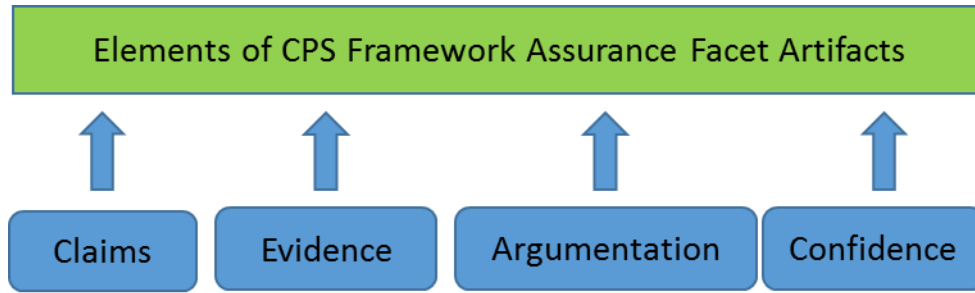 Elements of CPS Framework Assurance Facet Artifacts
Claims
Evidence
Argumentation
Confidence